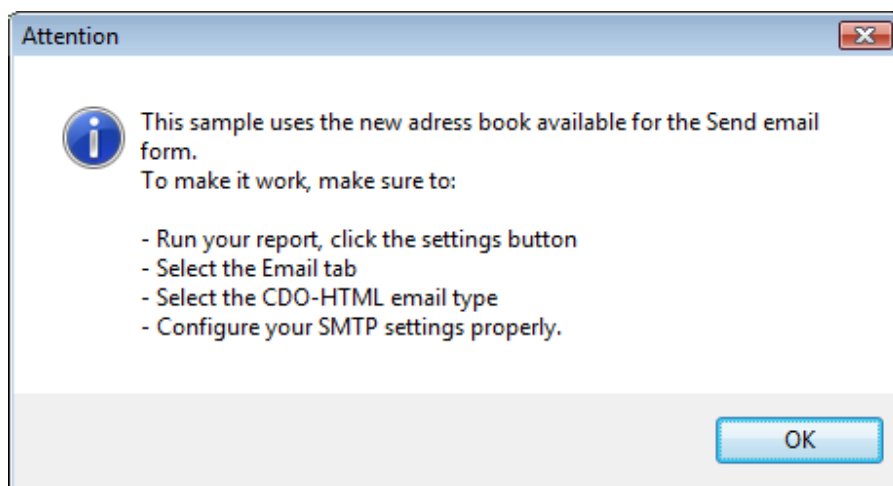 Attention
This sample uses the new adress book available for the Send email
form.
To make it work, make sure to:
- Run your report, click the settings button
- Select the Email tab
- Select the CDO-HTML email type
- Configure your SMTP settings properly.
OK